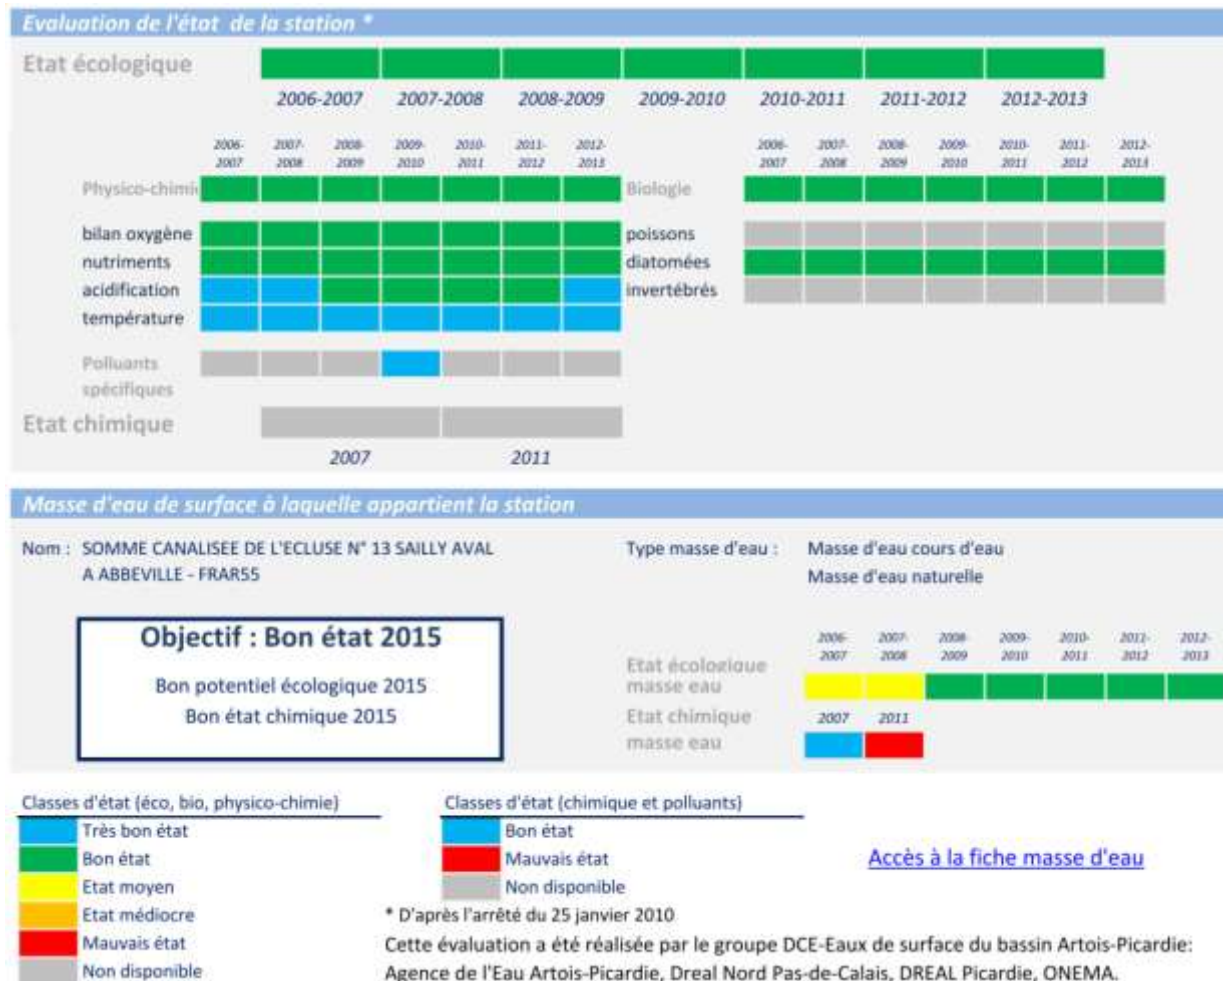 Evaluation de l'état de la station *
Etat écologique
2006-2007 2007-2008 2008-2009 2009-2010 2010-2011 2011-2012 2012-2013
2006- 2007- 2008- 2009- 2010- 2011- 2012- 2006- 2007- 2008- 2009- 2010- 2011- 2012-
2007 2008 2009 2010 2011 2012 2013 2007 2008 2009 2010 2011 2012 2013
Physico-chimi Biologie
bilan oxygène poissons
nutriments diatomées
acidification invertébrés
température
Polluants
spécifiques
Etat chimique
2007 2011
Masse d'eau de surface à laquelle appartient la station
Nom : SOMME CANALISEE DE L'ECLUSE N° 13 SAILLY AVAL Type masse d'eau : Masse d'eau cours d'eau
A ABBEVILLE - FRAR55 Masse d'eau naturelle
Objectif : Bon état 2015
Bon potentiel écologique 2015
Bon état chimique 2015
2006- 2007- 2008- 2009- 2010- 2011- 2012-
2007 2008 2009 2010 2011 2012 2013
Etat écologique
masse eau
Etat chimique 2007 2011
masse eau
Classes d'état (éco, bio, physico-chimie) Classes d'état (chimique et polluants)
Très bon état Bon état
Bon état Mauvais état Accès à la fiche masse d'eau
Etat moyen Non disponible
Etat médiocre * D'après l'arrêté du 25 janvier 2010
Mauvais état Cette évaluation a été réalisée par le groupe DCE-Eaux de surface du bassin Artois-Picardie:
Non disponible Agence de l'Eau Artois-Picardie, Dreal Nord Pas-de-Calais, DREAL Picardie, ONEMA.